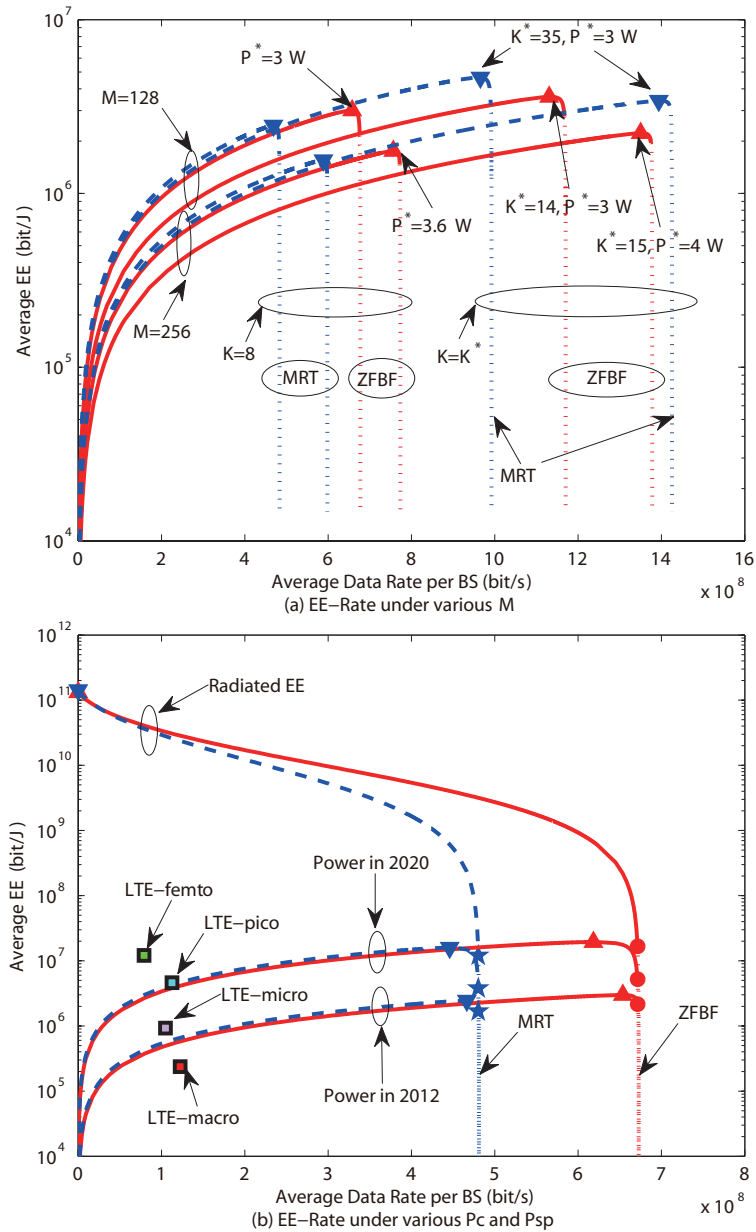 10^7
10^6
10^5
10^4
Average EE (bit/J)
K*=35, P*=3 W
P*=3 W
M=128
P*=3.6 W
K*=14, P*=3 W
K*=15, P*=4 W
M=256
K=8
K=K*
MRT
ZFBF
ZFBF
MRT
0 2 4 6 8 10 12 14 16
x 10^8
Average Data Rate per BS (bit/s)
(a) EE−Rate under various M
10^12
10^11
10^10
10^9
10^8
10^7
10^6
10^5
10^4
Average EE (bit/J)
Radiated EE
Power in 2020
LTE−femto
LTE−pico
LTE−micro
LTE−macro
Power in 2012
MRT
ZFBF
0 1 2 3 4 5 6 7 8
x 10^8
Average Data Rate per BS (bit/s)
(b) EE−Rate under various Pc and Psp